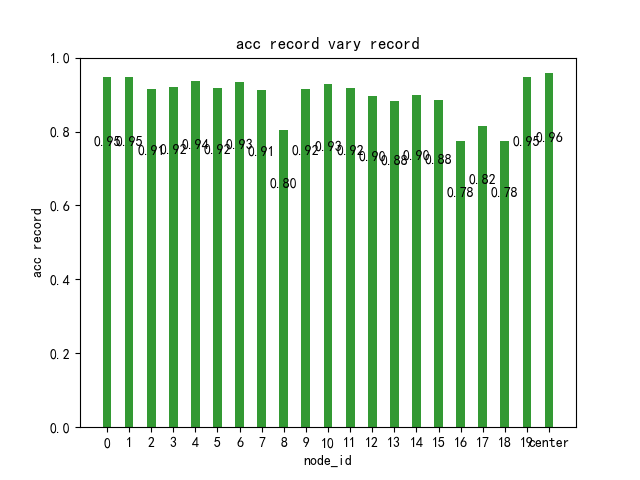 acc record vary record
1.0
0.8
0.6
0.4
0.2
0.0
acc record
0.95 0.95 0.91 0.92 0.94 0.92 0.93 0.91 0.80 0.92 0.93 0.92 0.90 0.88 0.90 0.88 0.78 0.82 0.78 0.95 0.96
0 1 2 3 4 5 6 7 8 9 10 11 12 13 14 15 16 17 18 19 center
node_id